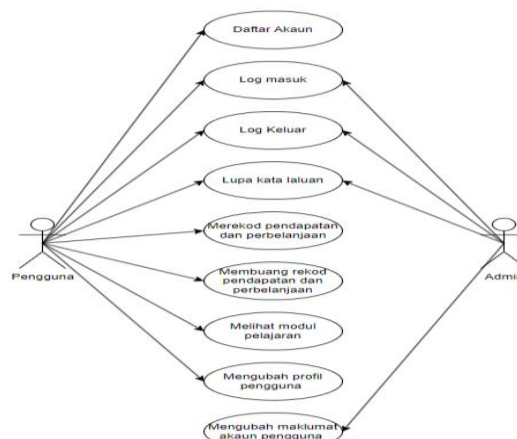 Daftar Akaun
Log masuk
Log Keluar
Lupa kata laluan
Merekod pendapatan
dan perbelanjaan
Membuang rekod
pendapatan dan
perbelanjaan
Melihat modul
pelajaran
Mengubah profil
pengguna
Mengubah maklumat
akaun pengguna
Pengguna
Admin